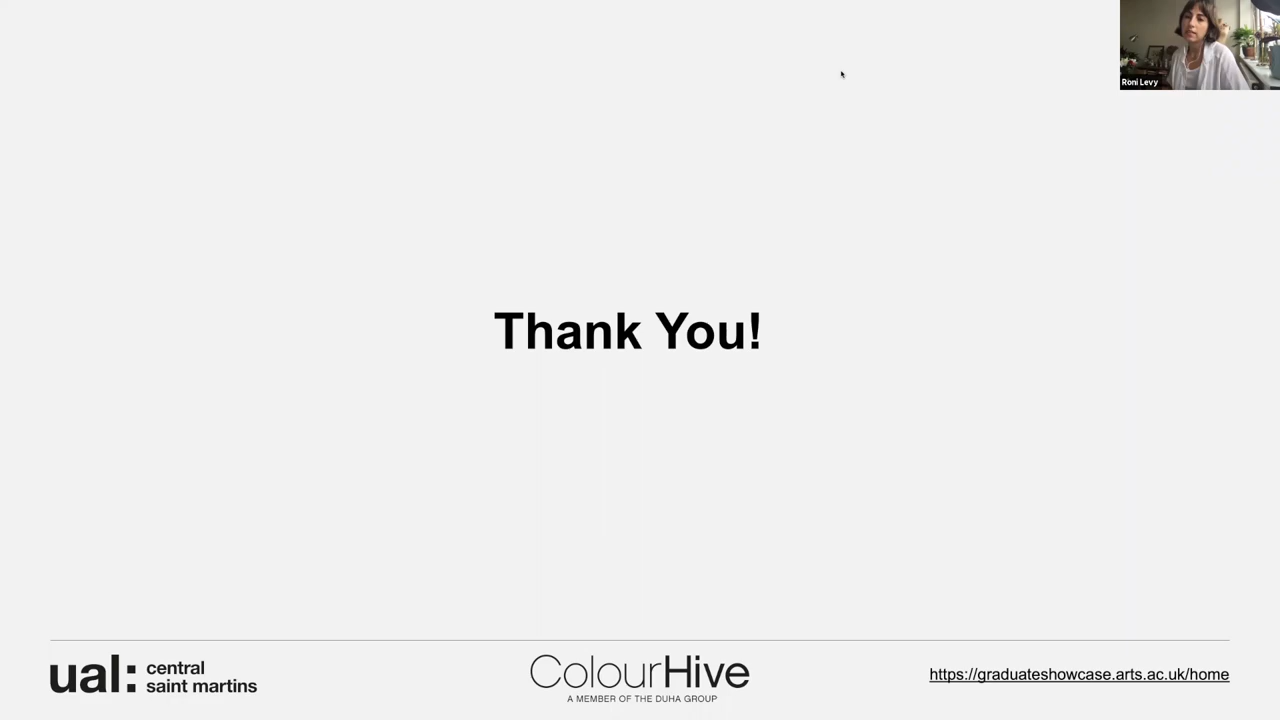 Roni Levy
Thank You!
ual:
central
saint martins
ColourHive
A MEMBER OF THE DUHA GROUP
https://graduateshowcase.arts.ac.uk/home